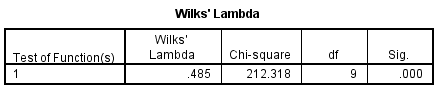 Wilks' Lambda
Test of Function(s) Wilks' Lambda Chi-square df Sig.
1 .485 212.318 9 .000